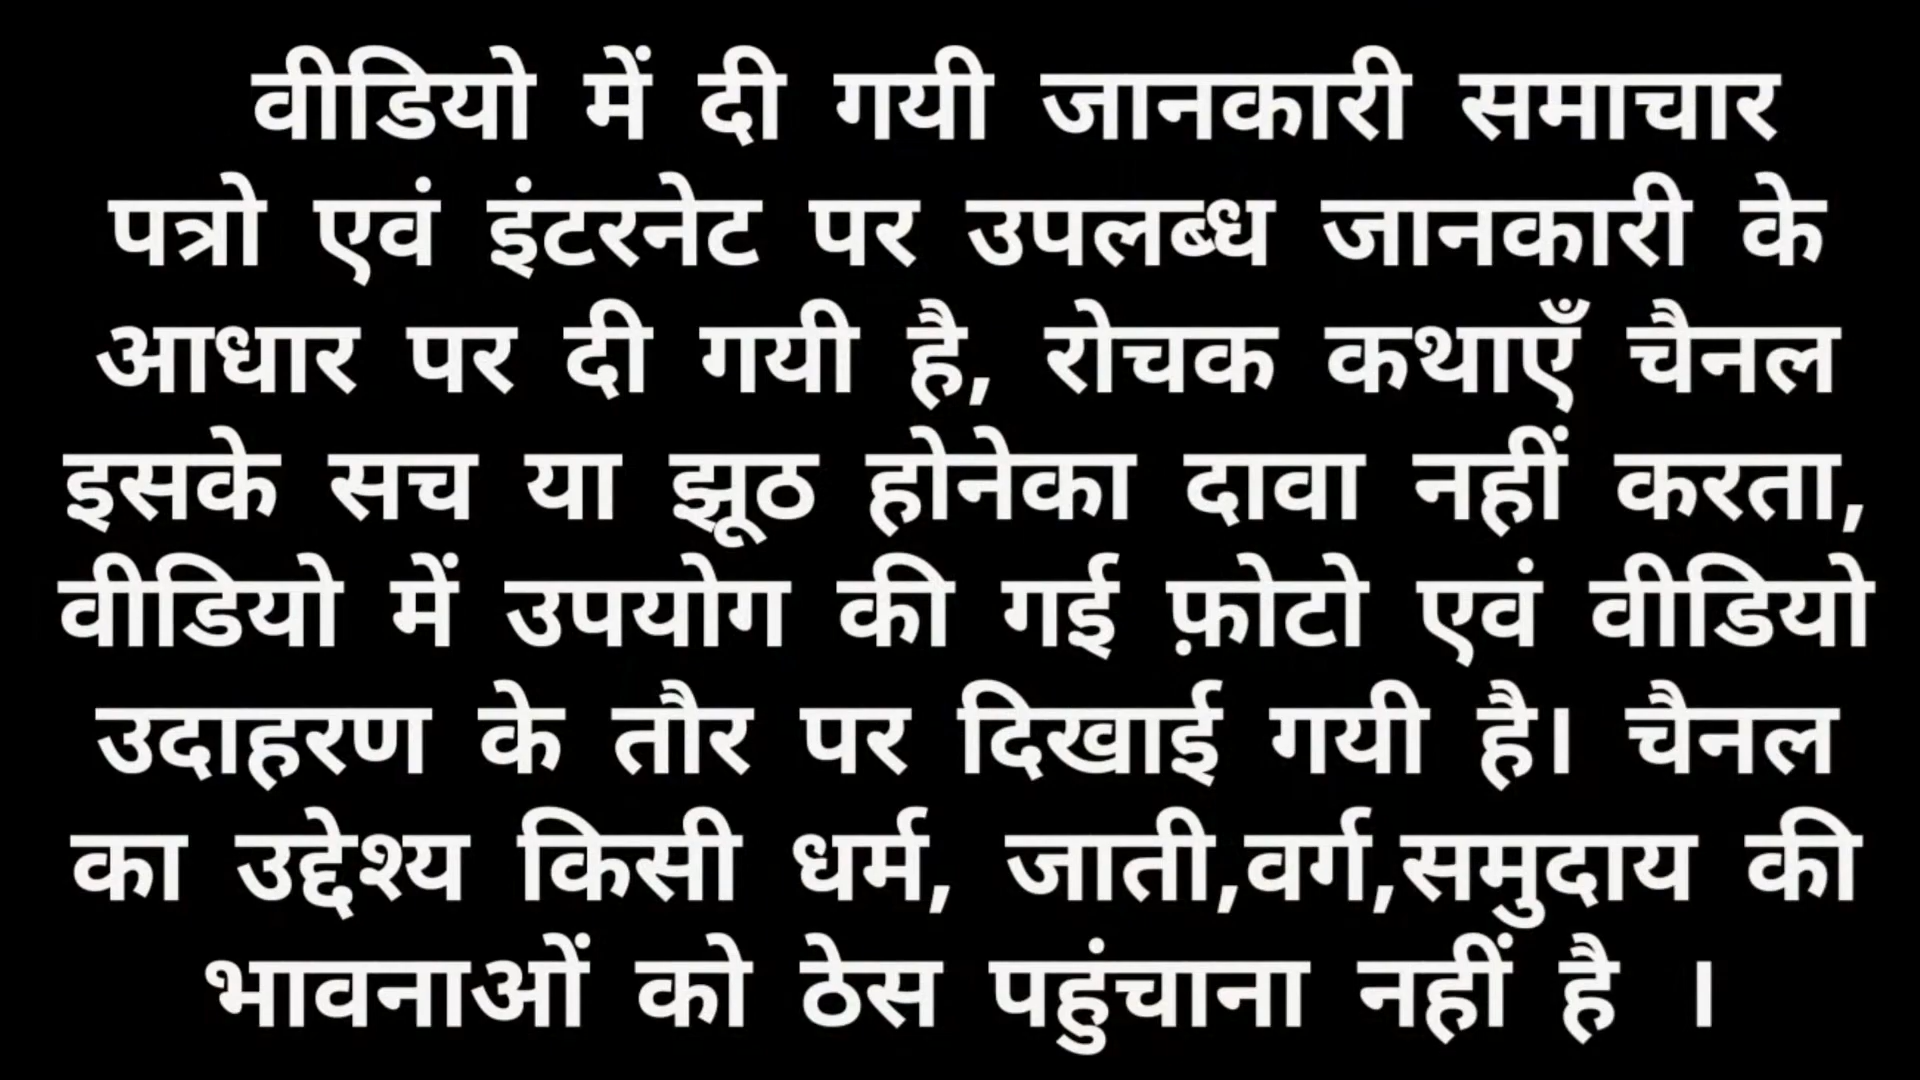 वीडियो में दी गयी जानकारी समाचार
पत्रो एवं इंटरनेट पर उपलब्ध जानकारी के
आधार पर दी गयी है, रोचक कथाएँ चैनल
इसके सच या झूठ होनेका दावा नहीं करता,
वीडियो में उपयोग की गई फ़ोटो एवं वीडियो
उदाहरण के तौर पर दिखाई गयी है। चैनल
का उद्देश्य किसी धर्म, जाती,वर्ग,समुदाय की
भावनाओं को ठेस पहुंचाना नहीं है ।